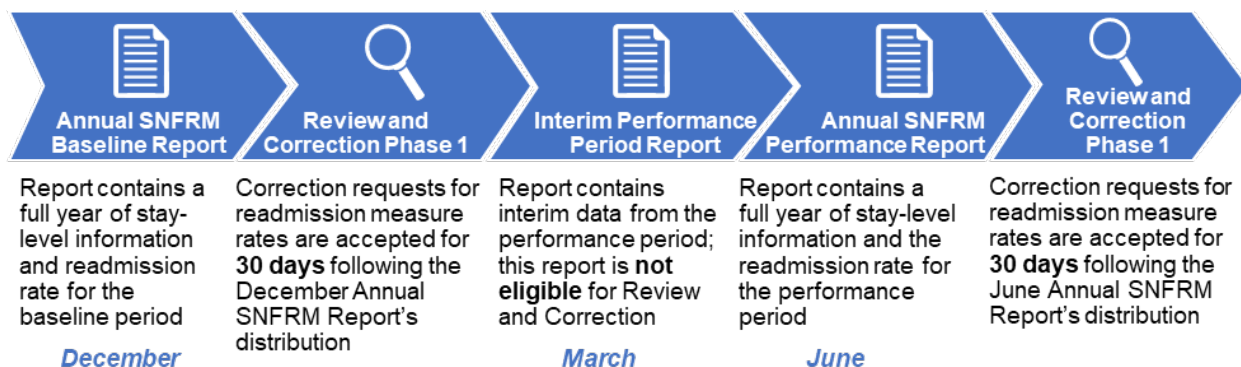 Annual SNFRM
Baseline Report
Review and
Correction Phase 1
Interim Performance
Period Report
Annual SNFRM
Performance Report
Review and
Correction
Phase 1
Report contains a
full year of stay-
level information
and readmission
rate for the
baseline period
Correction requests for
readmission measure
rates are accepted for
30 days following the
December Annual
SNFRM Report's
distribution
Report contains
interim data from the
performance period;
this report is not
eligible for Review
and Correction
Report contains a
full year of stay-level
information and the
readmission rate for
the performance
period
Correction requests for
readmission measure
rates are accepted for
30 days following the
June Annual SNFRM
Report's distribution
December
March
June